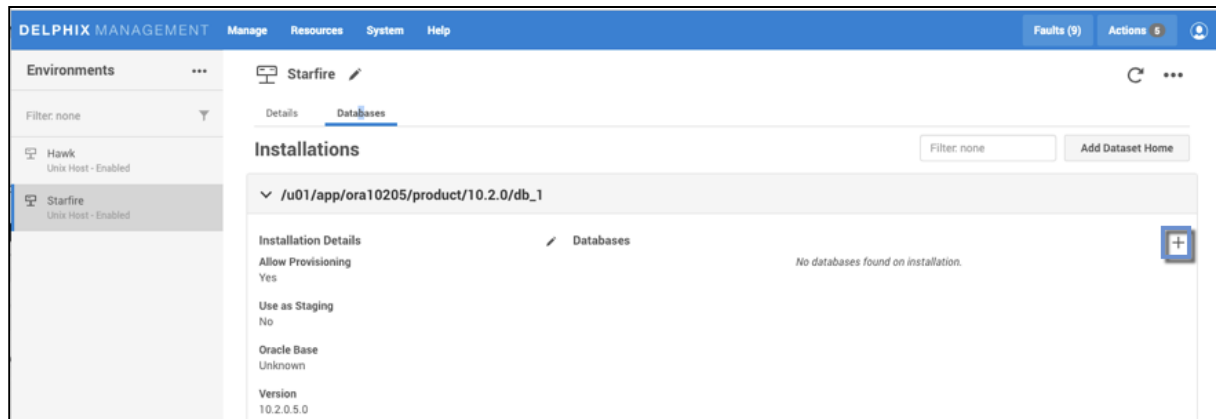 DELPHIX MANAGEMENT Manage Resources System Help Faults (9) Actions 5
Environments
Starfire
Filter: none
Details Databases
Installations
Filter: none
Add Dataset Home
Hawk
Unix Host - Enabled
Starfire
Unix Host - Enabled
/u01/app/ora10205/product/10.2.0/db_1
Installation Details
Databases
Allow Provisioning
Yes
No databases found on installation.
Use as Staging
No
Oracle Base
Unknown
Version
10.2.0.5.0